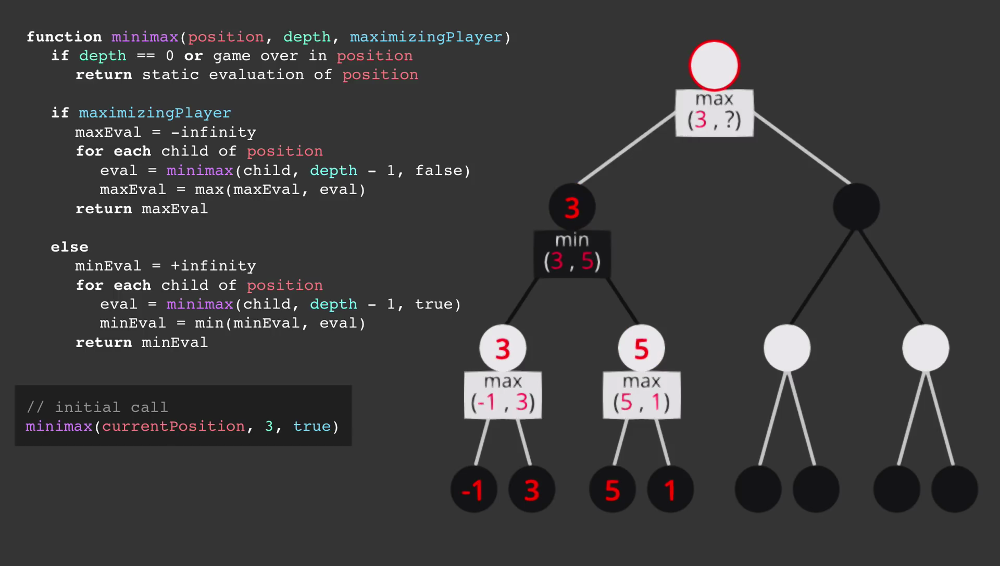 function minimax(position, depth, maximizingPlayer)
if depth == 0 or game over in position
return static evaluation of position
if maximizingPlayer
maxEval = -infinity
for each child of position
eval = minimax(child, depth - 1, false)
maxEval = max(maxEval, eval)
return maxEval
else
minEval = +infinity
for each child of position
eval = minimax(child, depth - 1, true)
minEval = min(minEval, eval)
return minEval
// initial call
minimax(currentPosition, 3, true)
max
(3 , ?)
3
min
(3 , 5)
3
5
max
(-1 , 3)
max
(5 , 1)
-1
3
5
1